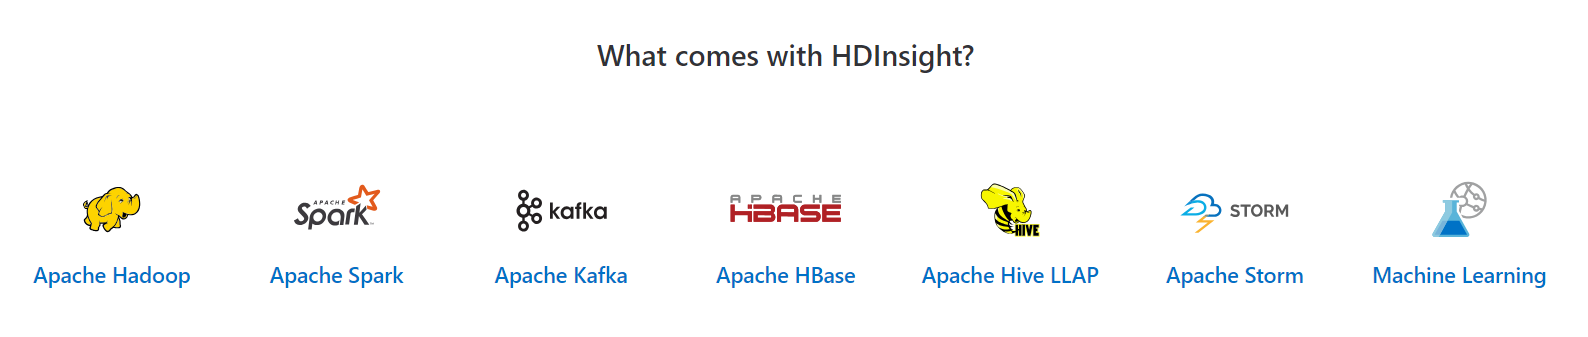 What comes with HDInsight?
APACHE
Spark
TM
kafka
APACHE
HBASE
HIVE
STORM
Apache Hadoop
Apache Spark
Apache Kafka
Apache HBase
Apache Hive LLAP
Apache Storm
Machine Learning